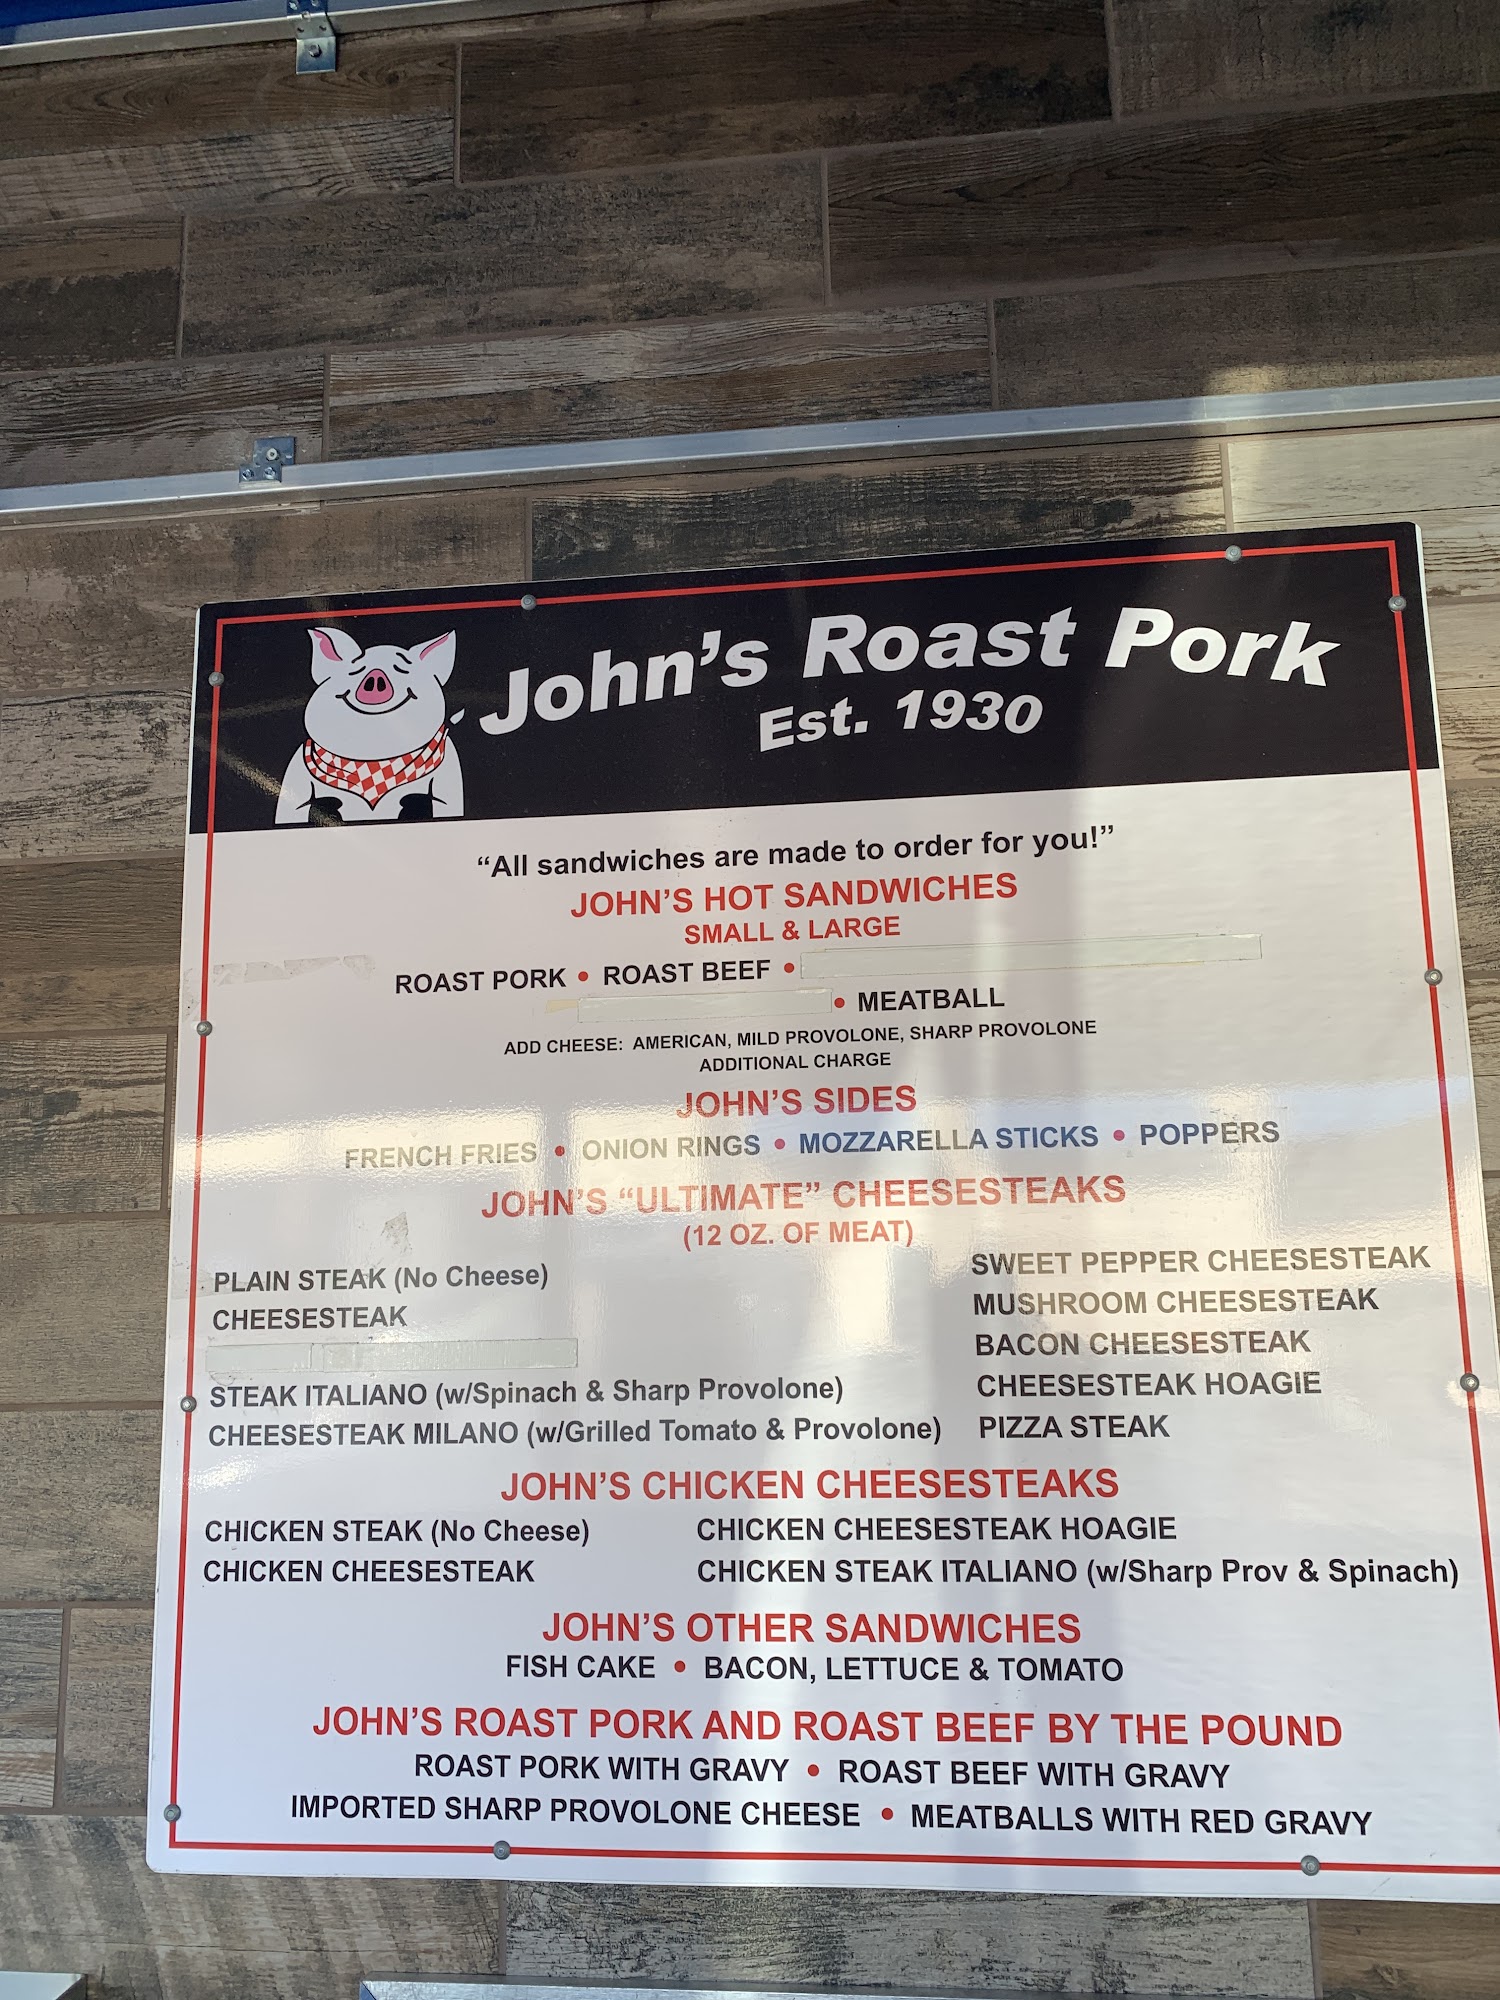 John's Roast Pork
Est. 1930
"All sandwiches are made to order for you!"
JOHN'S HOT SANDWICHES
SMALL & LARGE
ROAST PORK • ROAST BEEF •
• MEATBALL
ADD CHEESE: AMERICAN, MILD PROVOLONE, SHARP PROVOLONE
ADDITIONAL CHARGE
JOHN'S SIDES
FRENCH FRIES • ONION RINGS • MOZZARELLA STICKS • POPPERS
JOHN'S "ULTIMATE" CHEESESTEAKS
(12 OZ. OF MEAT)
PLAIN STEAK (No Cheese)
CHEESESTEAK
STEAK ITALIANO (w/Spinach & Sharp Provolone)
CHEESESTEAK MILANO (w/Grilled Tomato & Provolone)
SWEET PEPPER CHEESESTEAK
MUSHROOM CHEESESTEAK
BACON CHEESESTEAK
CHEESESTEAK HOAGIE
PIZZA STEAK
JOHN'S CHICKEN CHEESESTEAKS
CHICKEN STEAK (No Cheese)
CHICKEN CHEESESTEAK
CHICKEN CHEESESTEAK HOAGIE
CHICKEN STEAK ITALIANO (w/Sharp Prov & Spinach)
JOHN'S OTHER SANDWICHES
FISH CAKE • BACON, LETTUCE & TOMATO
JOHN'S ROAST PORK AND ROAST BEEF BY THE POUND
ROAST PORK WITH GRAVY • ROAST BEEF WITH GRAVY
IMPORTED SHARP PROVOLONE CHEESE • MEATBALLS WITH RED GRAVY